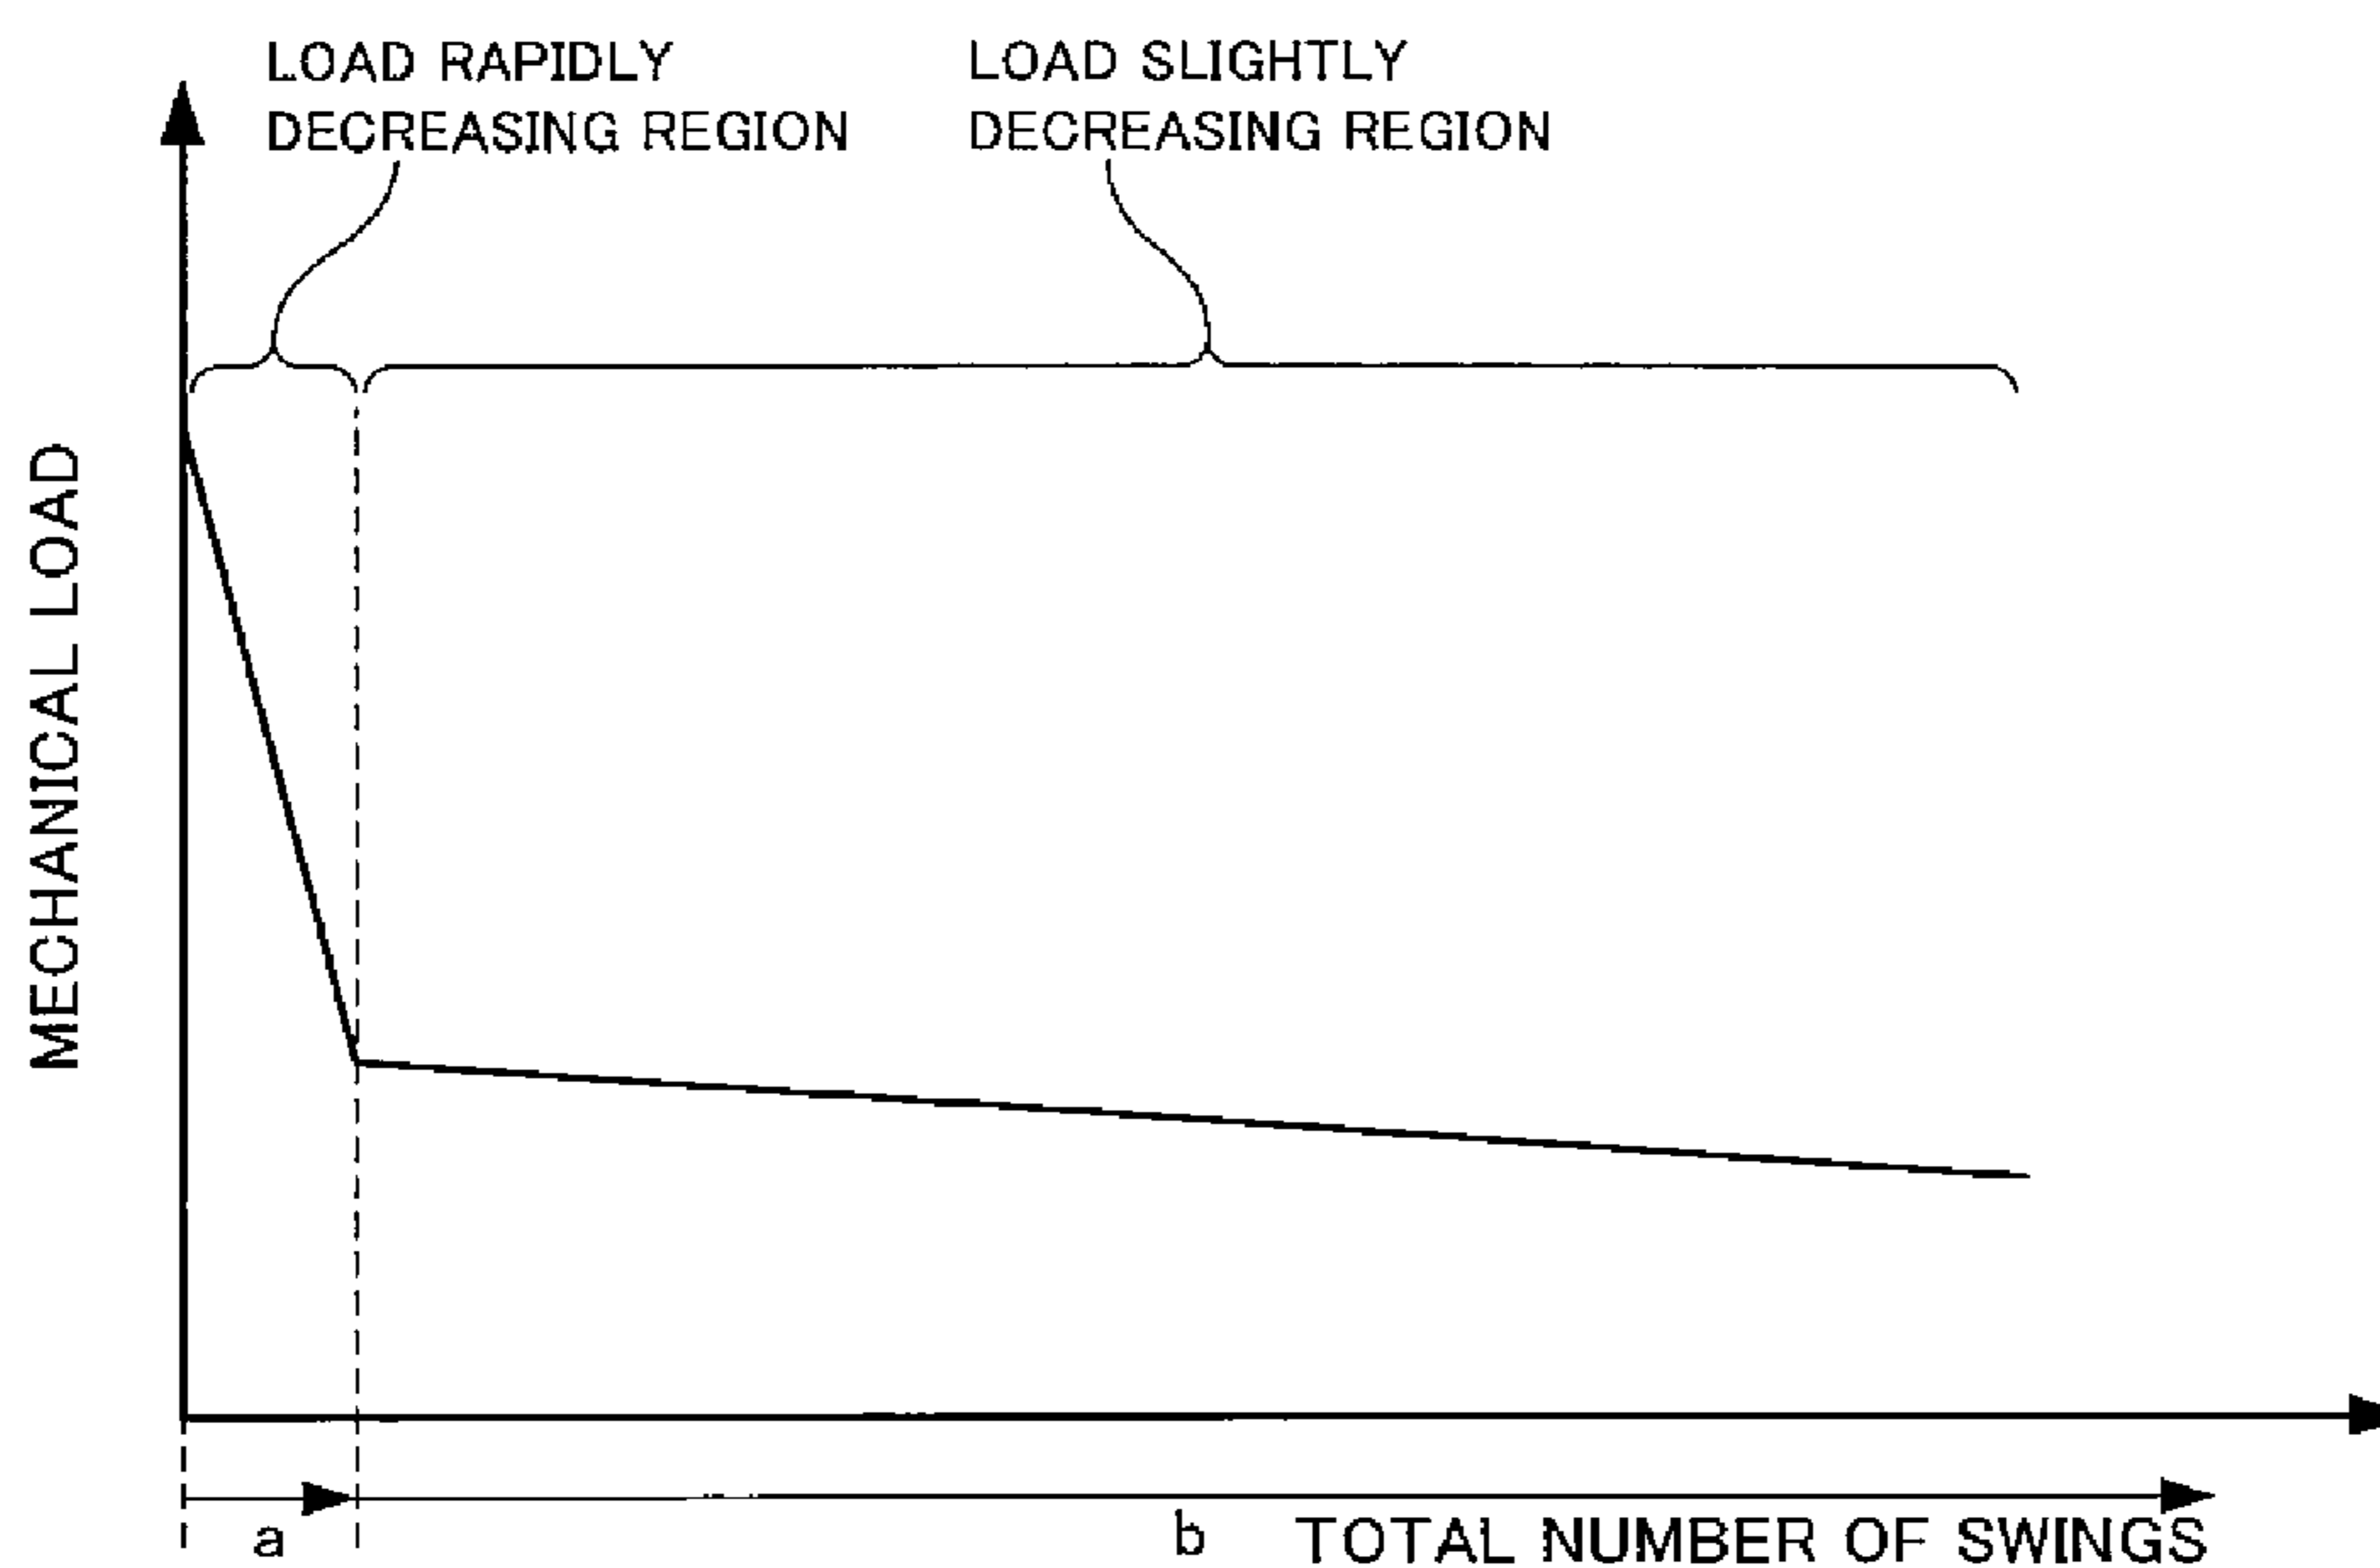 LOAD RAPIDLY
DECREASING REGION
LOAD SLIGHTLY
DECREASING REGION
MECHANICAL LOAD
a
b
TOTAL NUMBER OF SWINGS